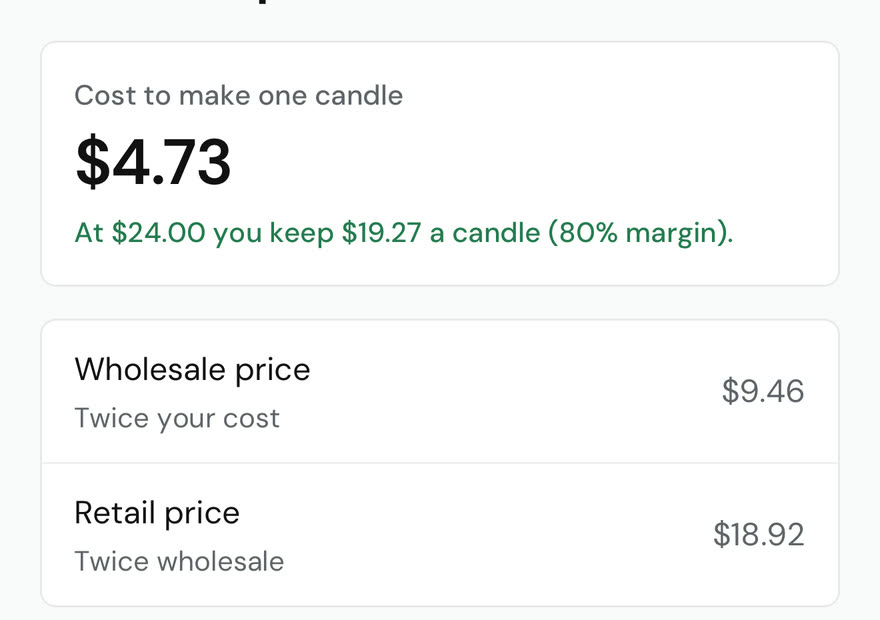 Cost to make one candle
$4.73
At $24.00 you keep $19.27 a candle (80% margin).
Wholesale price
$9.46
Twice your cost
Retail price
$18.92
Twice wholesale